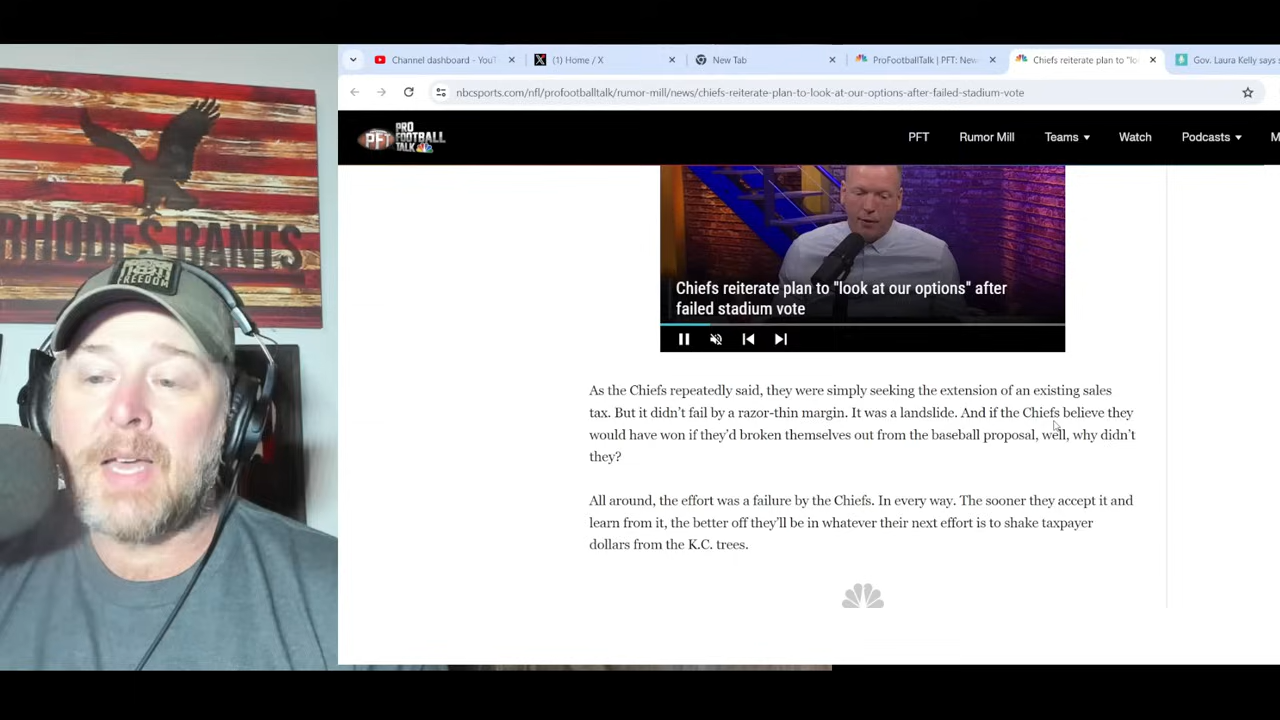 RHODES RANTS
FREEDOM
Channel dashboard - YouT
(1) Home / X
New Tab
ProFootballTalk | PFT: New
Chiefs reiterate plan to "lo
Gov. Laura Kelly says s
nbcsports.com/nfl/profootballtalk/rumor-mill/news/chiefs-reiterate-plan-to-look-at-our-options-after-failed-stadium-vote
PFT
PRO
FOOTBALL
TALK
PFT
Rumor Mill
Teams
Watch
Podcasts
M
Chiefs reiterate plan to "look at our options" after
failed stadium vote
As the Chiefs repeatedly said, they were simply seeking the extension of an existing sales
tax. But it didn't fail by a razor-thin margin. It was a landslide. And if the Chiefs believe they
would have won if they'd broken themselves out from the baseball proposal, well, why didn't
they?
All around, the effort was a failure by the Chiefs. In every way. The sooner they accept it and
learn from it, the better off they'll be in whatever their next effort is to shake taxpayer
dollars from the K.C. trees.